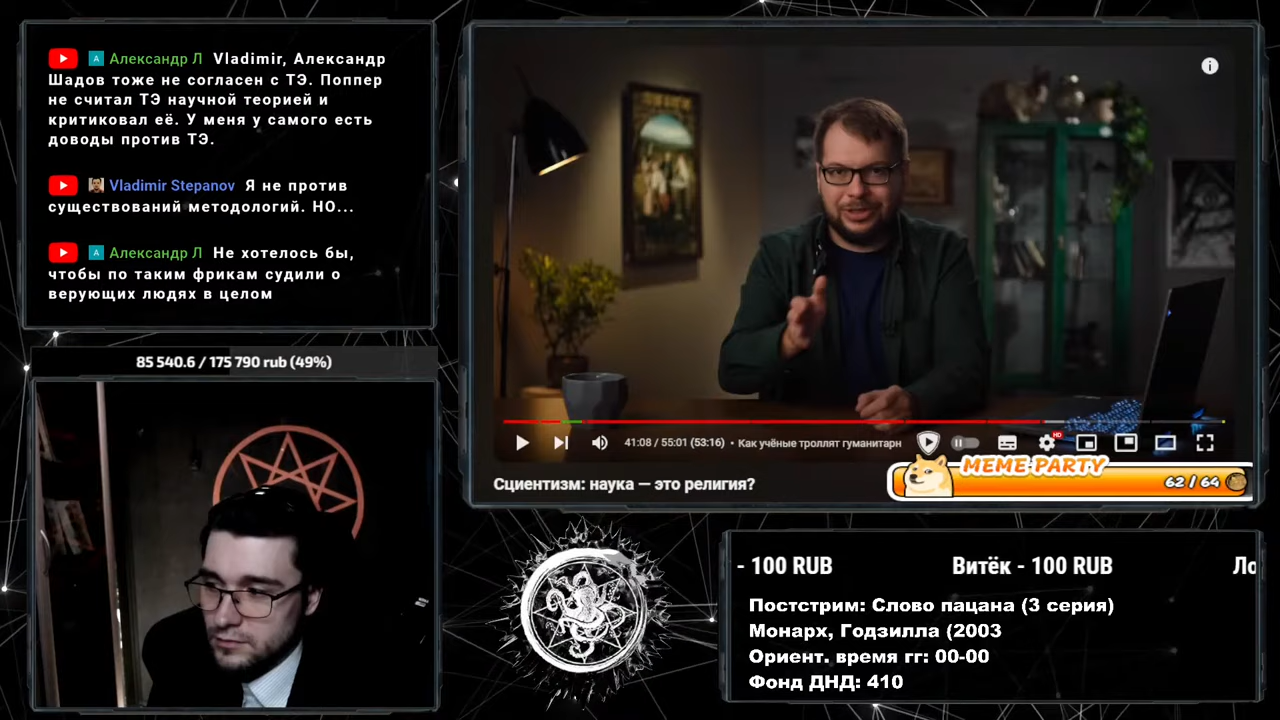 Александр Л Vladimir, Александр
Шадов тоже не согласен с ТЭ. Поппер
не считал ТЭ научной теорией и
критиковал её. У меня у самого есть
доводы против ТЭ.
Vladimir Stepanov Я не против
существований методологий. НО...
Александр Л Не хотелось бы,
чтобы по таким фрикам судили о
верующих людях в целом
85 540.6 / 175 790 rub (49%)
41:08 / 55:01 (53:16) • Как учёные троллят гуманитарн
HD
MEME PARTY
62 / 64
Сциентизм: наука — это религия?
- 100 RUB Витёк - 100 RUB Ло
Постстрим: Слово пацана (3 серия)
Монарх, Годзилла (2003
Ориент. время гг: 00-00
Фонд ДНД: 410